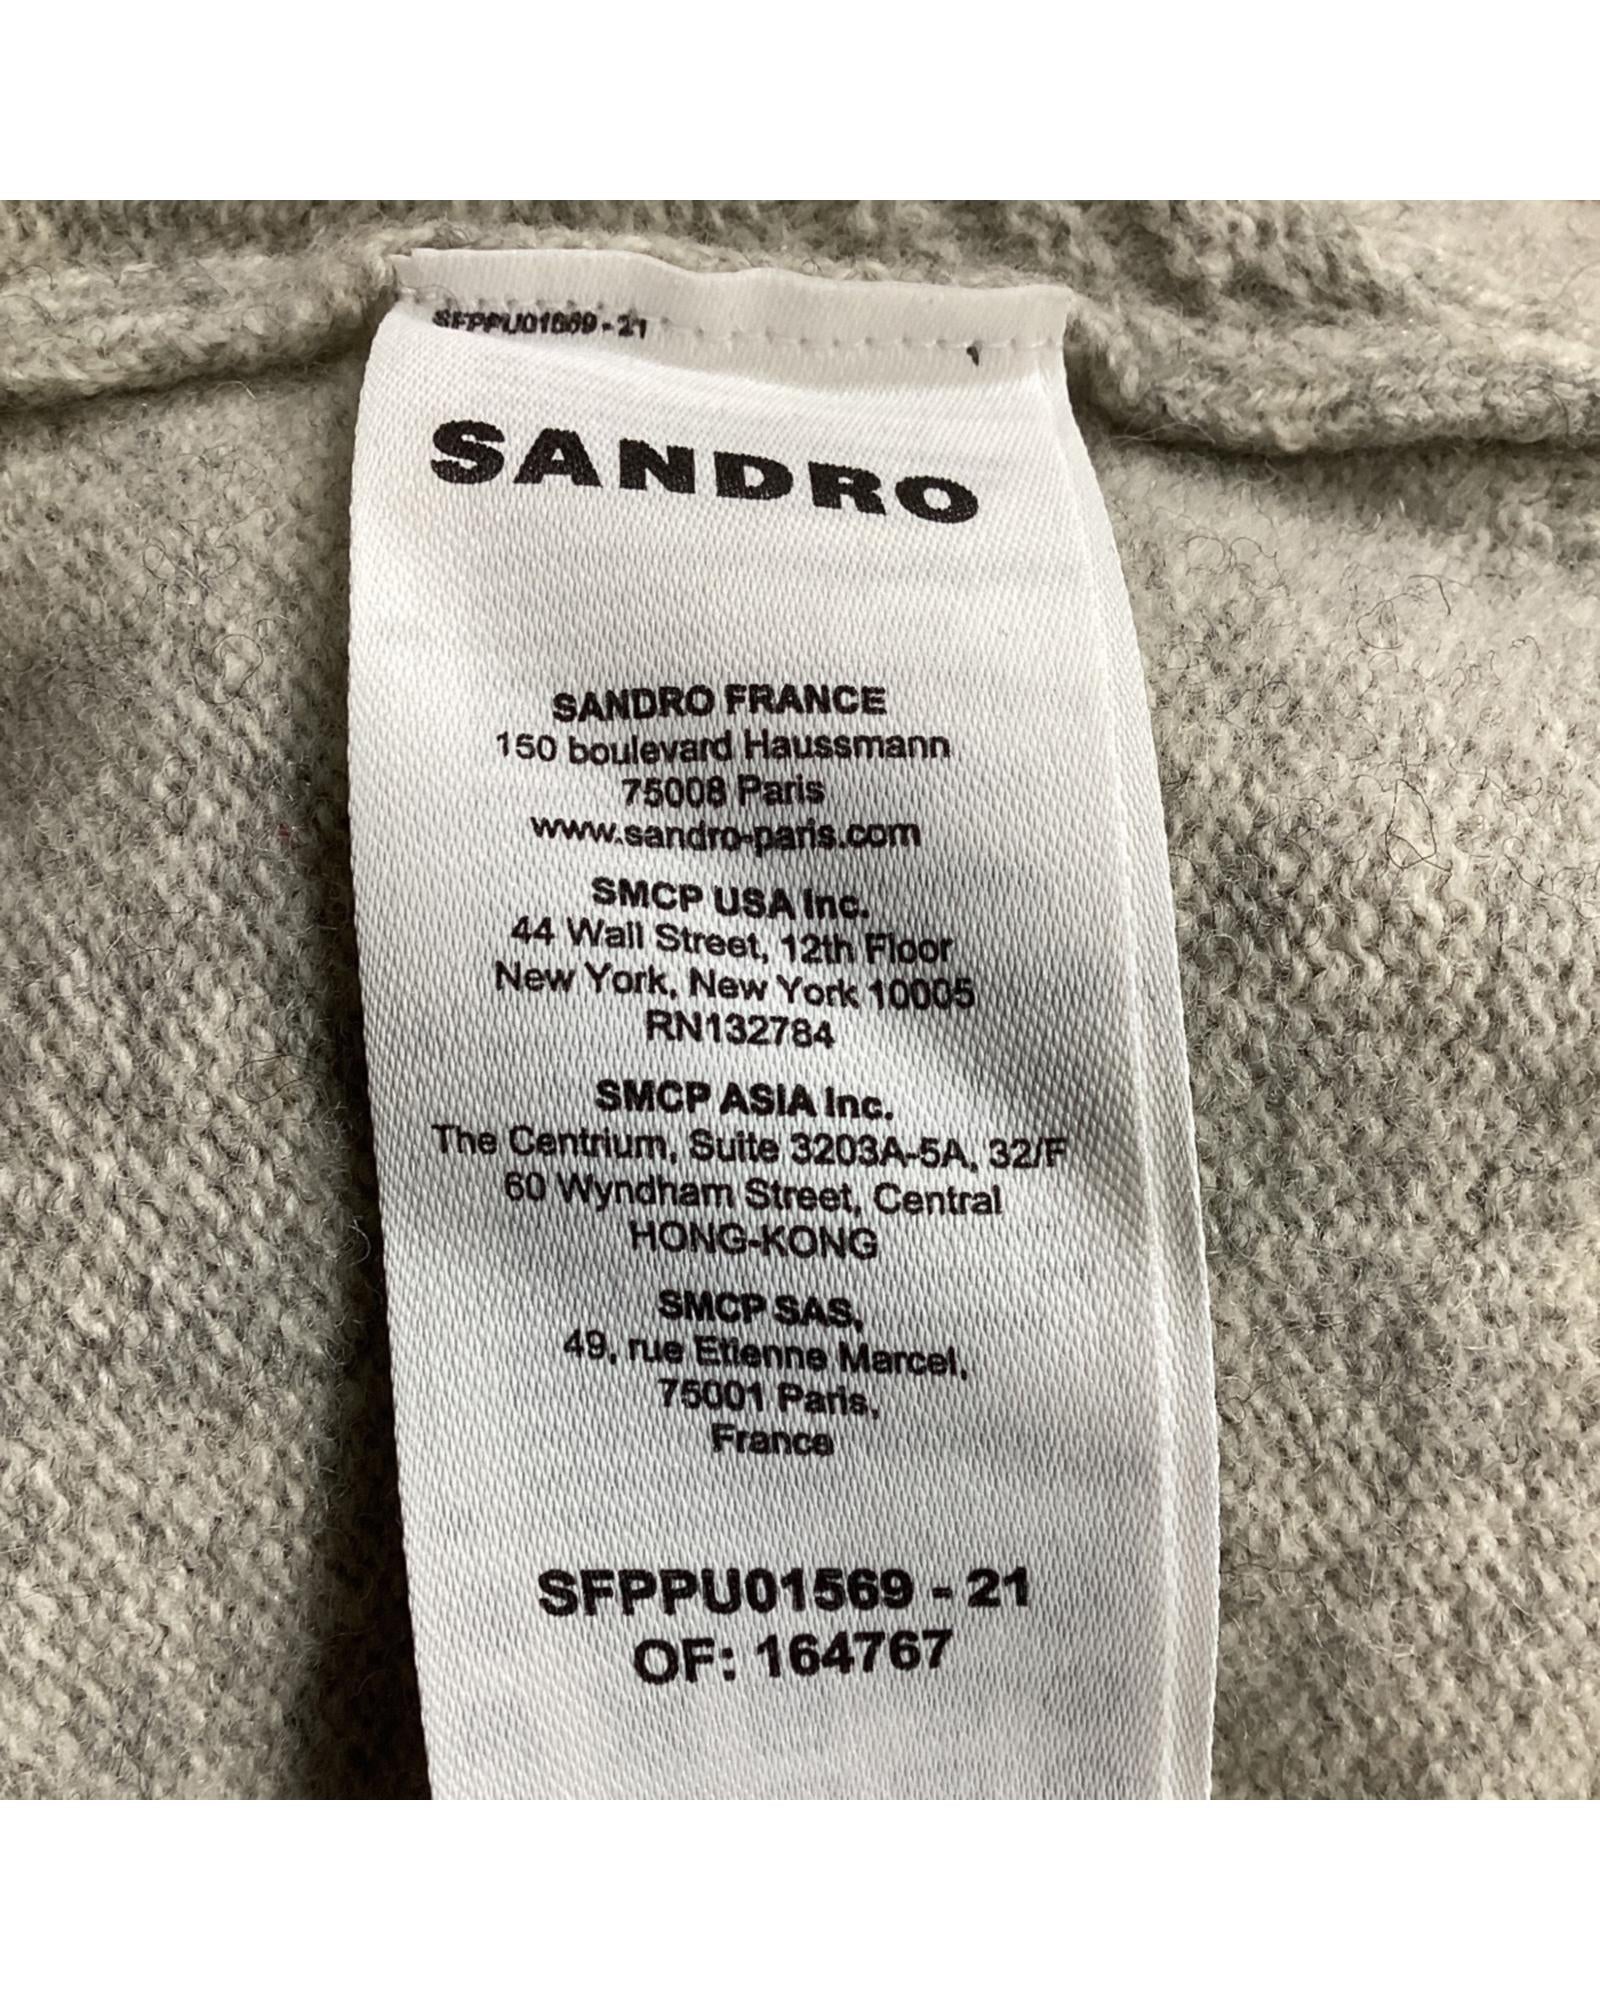 SFPPU01569-21
SANDRO
SANDRO FRANCE
150 boulevard Haussmann
75008 Paris
www.sandro-paris.com
SMCP USA Inc.
44 Wall Street, 12th Floor
New York, New York 10005
RN132784
SMCP ASIA Inc.
The Centrium, Suite 3203A-5A, 32/F
60 Wyndham Street, Central
HONG-KONG
SMCP SAS,
49, rue Etienne Marcel,
75001 Paris,
France
SFPPU01569 - 21
OF: 164767